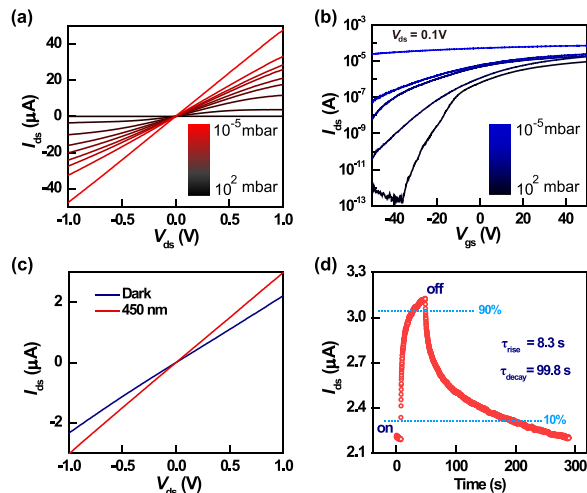 (a)
40
20
0
-20
-40
I_ds (μA)
10^-5 mbar
10^2 mbar
-1.0 -0.5 0.0 0.5 1.0
V_ds (V)
(b)
V_ds = 0.1V
10^-3
10^-5
10^-7
10^-9
10^-11
10^-13
I_ds (A)
10^-5 mbar
10^2 mbar
-40 -20 0 20 40
V_gs (V)
(c)
Dark
450 nm
2
0
-2
I_ds (μA)
-1.0 -0.5 0.0 0.5 1.0
V_ds (V)
(d)
off
3.3
3.0
2.7
2.4
2.1
I_ds (μA)
90%
τ_rise = 8.3 s
τ_decay = 99.8 s
10%
on
0 100 200 300
Time (s)